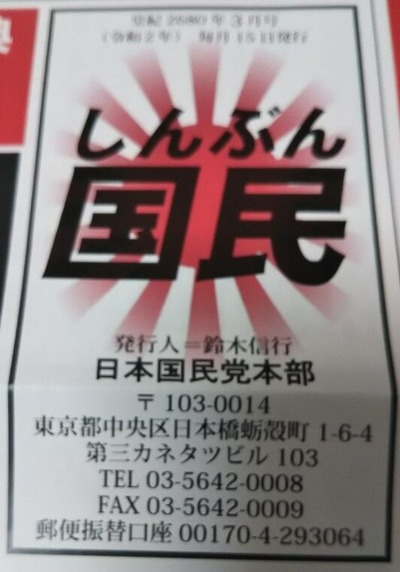 皇紀2680年3月号
(令和2年) 毎月15日発行
しんぶん
国民
発行人=鈴木信行
日本国民党本部
〒103-0014
東京都中央区日本橋蛎殻町 1-6-4
第三カネタツビル 103
TEL 03-5642-0008
FAX 03-5642-0009
郵便振替口座 00170-4-293064